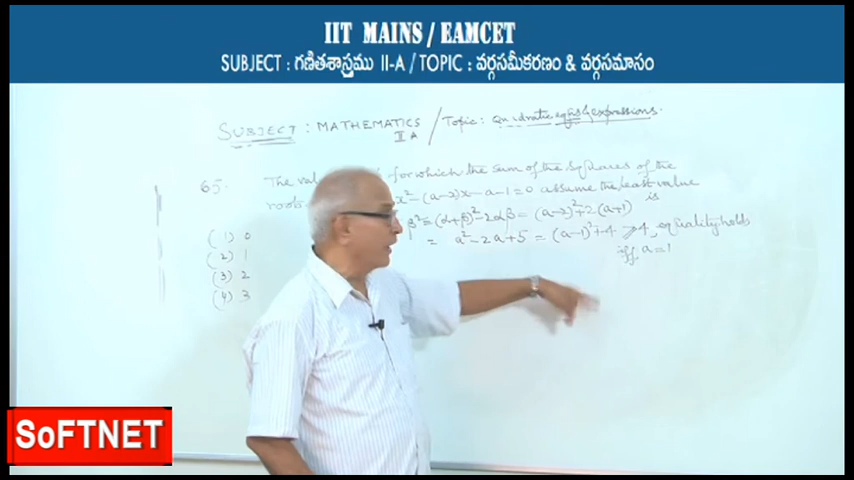 IIT MAINS / EAMCET
SUBJECT : గణితశాస్త్రము II-A / TOPIC : వర్గసమీకరణం & వర్గసమాసం
SUBJECT : MATHEMATICS / Topic: Quadratic eqns & expressions.
II A
65. The val for which the sum of the squares of the
x²-(a-2)x-a-1=0 assume the least value
is
β²=(α+β)²-2αβ = (a-2)²+2(a+1)
= a²-2a+5 = (a-1)²+4 ≥4, equality holds
iff a=1
(1) 0
(2) 1
(3) 2
(4) 3
SoFTNET